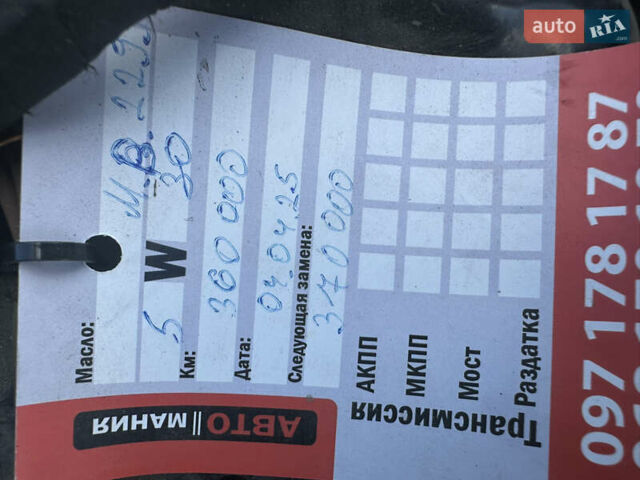 auto RIA.com
АВТО МАНИЯ
Масло: М.В. 229.
5 W 30
Км: 360 000
Дата: 04.04.25
Следующая замена:
370 000
Трансмиссия
АКПП
МКПП
Мост
Раздатка
097 178 17 87